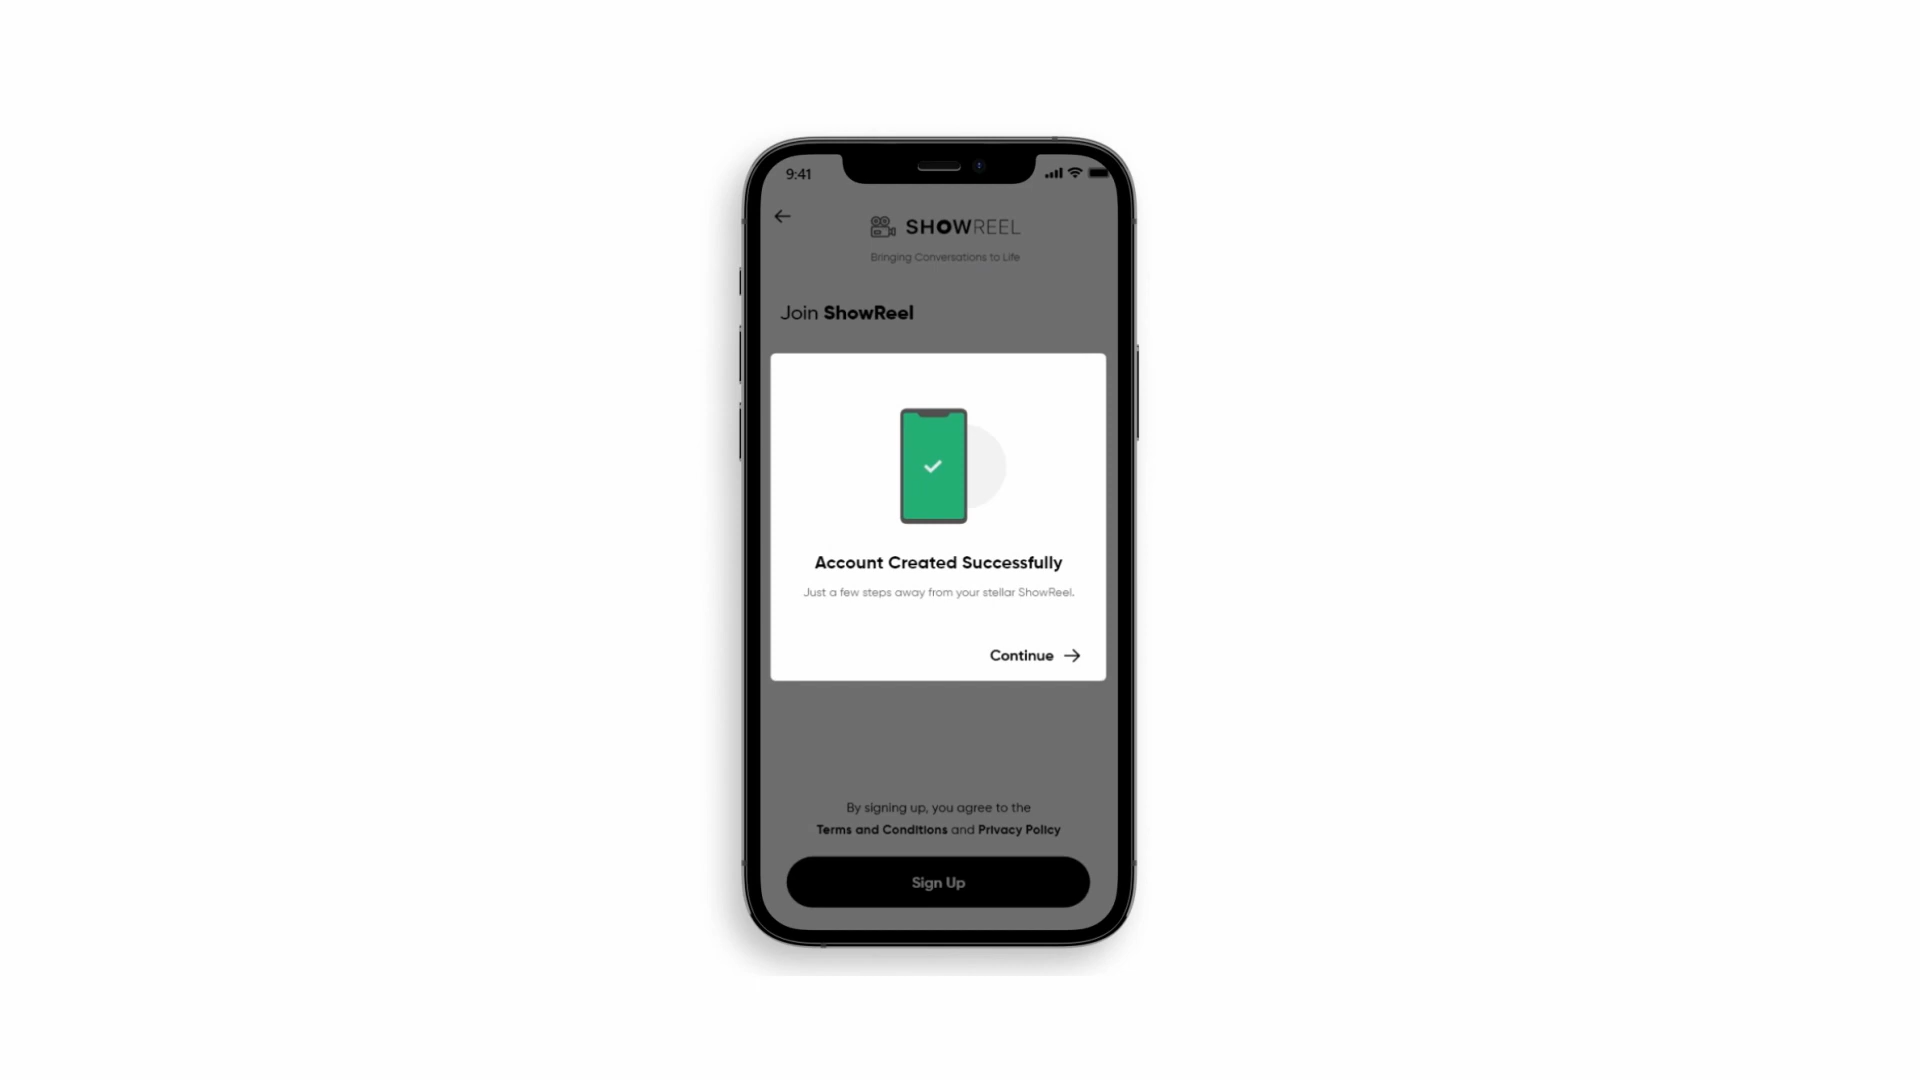 9:41
SHOWREEL
Bringing Conversations to Life
Join ShowReel
Account Created Successfully
Just a few steps away from your stellar ShowReel.
Continue
By signing up, you agree to the
Terms and Conditions and Privacy Policy
Sign Up